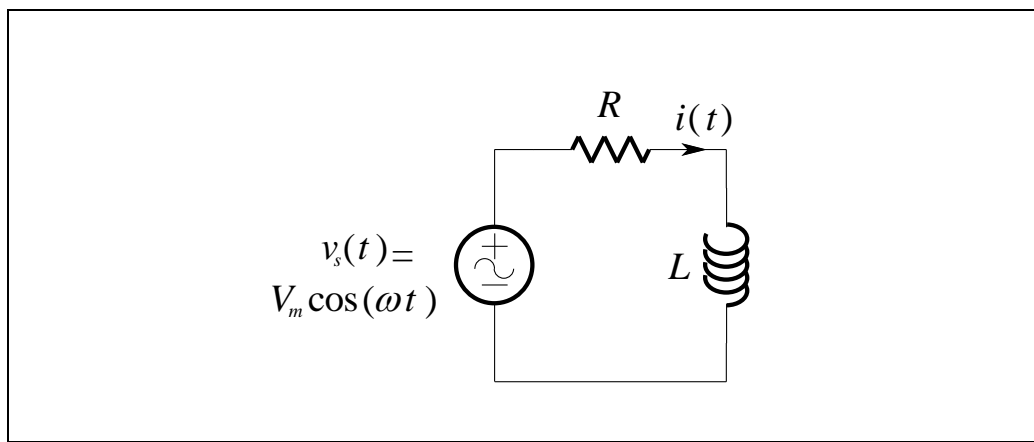 R
i(t)
v_s(t)=
V_m cos(ωt)
L